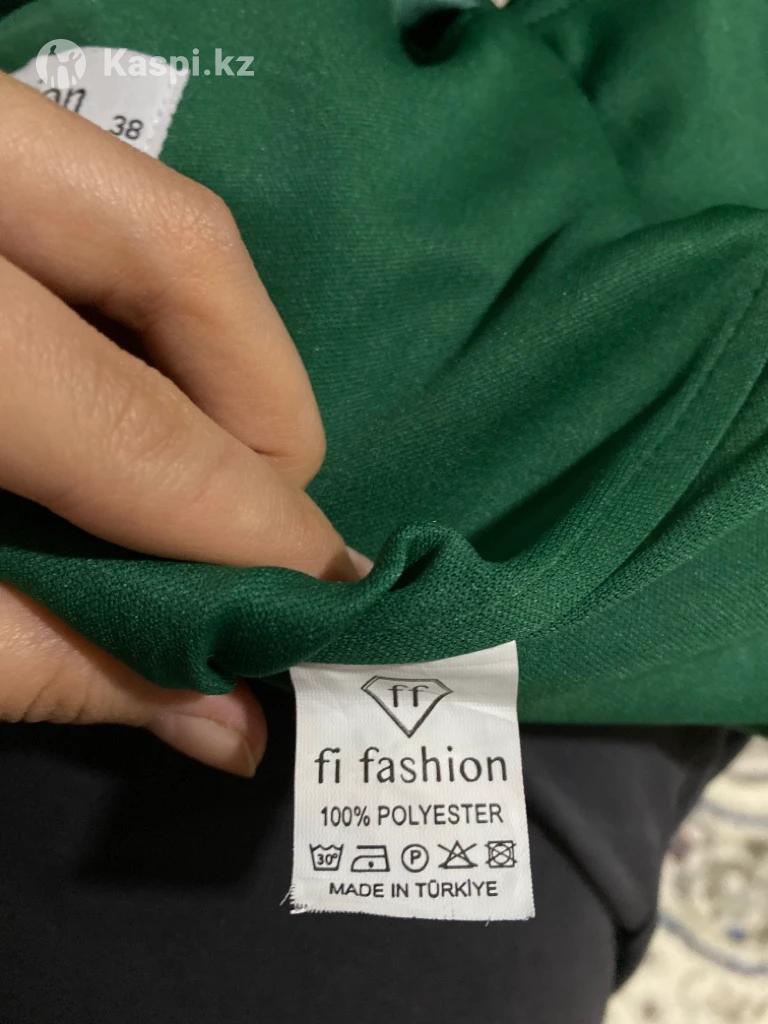 Kaspi.kz
38
ff
fi fashion
100% POLYESTER
30° P
MADE IN TÜRKİYE